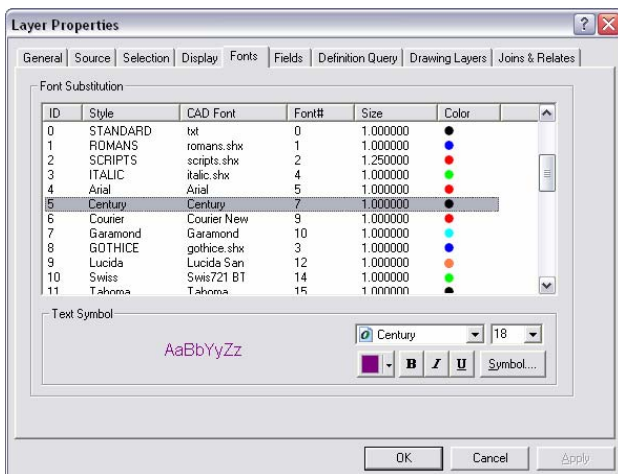 Layer Properties
General Source Selection Display Fonts Fields Definition Query Drawing Layers Joins & Relates
Font Substitution
ID Style CAD Font Font# Size Color
0 STANDARD txt 0 1.000000
1 ROMANS romans.shx 1 1.000000
2 SCRIPTS scripts.shx 2 1.250000
3 ITALIC italic.shx 4 1.000000
4 Arial Arial 5 1.000000
5 Century Century 7 1.000000
6 Courier Courier New 9 1.000000
7 Garamond Garamond 10 1.000000
8 GOTHICE gothice.shx 3 1.000000
9 Lucida Lucida San 12 1.000000
10 Swiss Swis721 BT 14 1.000000
11 Tahoma Tahoma 15 1.000000
Text Symbol
AaBbYyZz
Century 18
B I U Symbol...
OK Cancel Apply